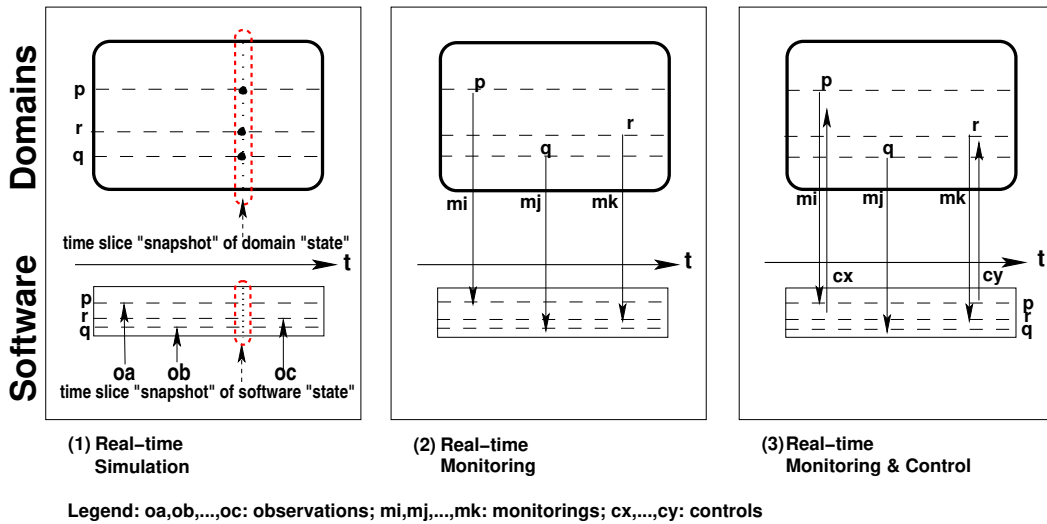 Domains
Software
p
r
q
time slice "snapshot" of domain "state"
t
p
r
q
oa ob oc
time slice "snapshot" of software "state"
(1) Real-time
Simulation
p
r
q
mi mj mk
t
(2) Real-time
Monitoring
p
r
q
mi mj mk
t
cx cy
p
r
q
(3) Real-time
Monitoring & Control
Legend: oa,ob,...,oc: observations; mi,mj,...,mk: monitorings; cx,...,cy: controls